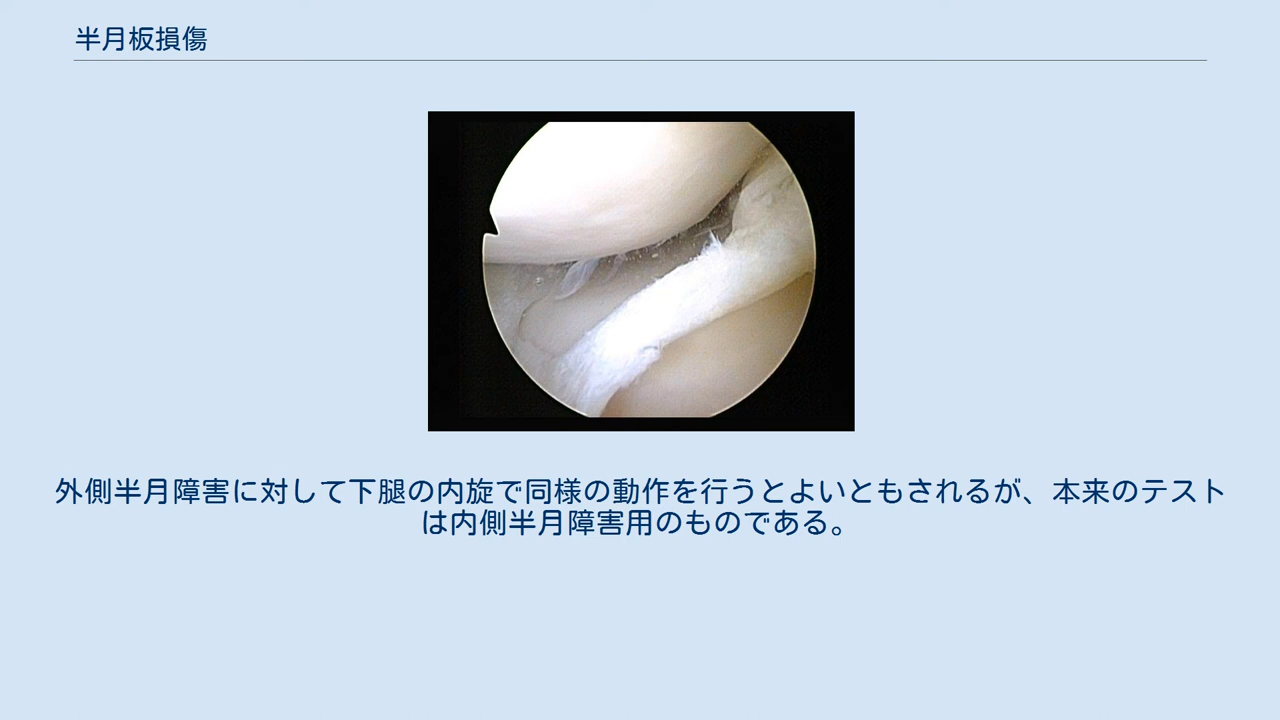 半月板損傷
外側半月障害に対して下腿の内旋で同様の動作を行うとよいともされるが、本来のテスト
は内側半月障害用のものである。